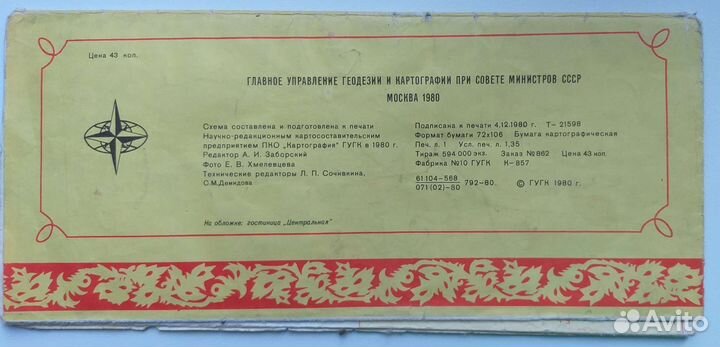 Цена 43 коп.
ГЛАВНОЕ УПРАВЛЕНИЕ ГЕОДЕЗИИ И КАРТОГРАФИИ ПРИ СОВЕТЕ МИНИСТРОВ СССР
МОСКВА 1980
Схема составлена и подготовлена к печати
Научно-редакционным картосоставительским
предприятием ПКО „Картография" ГУГК в 1980 г.
Редактор А. И. Заборский
Фото Е. В. Хмелевцева
Технические редакторы Л. П. Сочивкина,
С.М.Демидова
На обложке: гостиница „Центральная"
Подписана к печати 4.12.1980 г. Т– 21598
Формат бумаги 72х106 Бумага картографическая
Печ. л. 1 Усл. печ. л. 1,35
Тираж 594 000 экз. Заказ №862 Цена 43 коп.
Фабрика №10 ГУГК К–857
61104–568
071(02)–80 792–80. © ГУГК 1980 г.
Avito